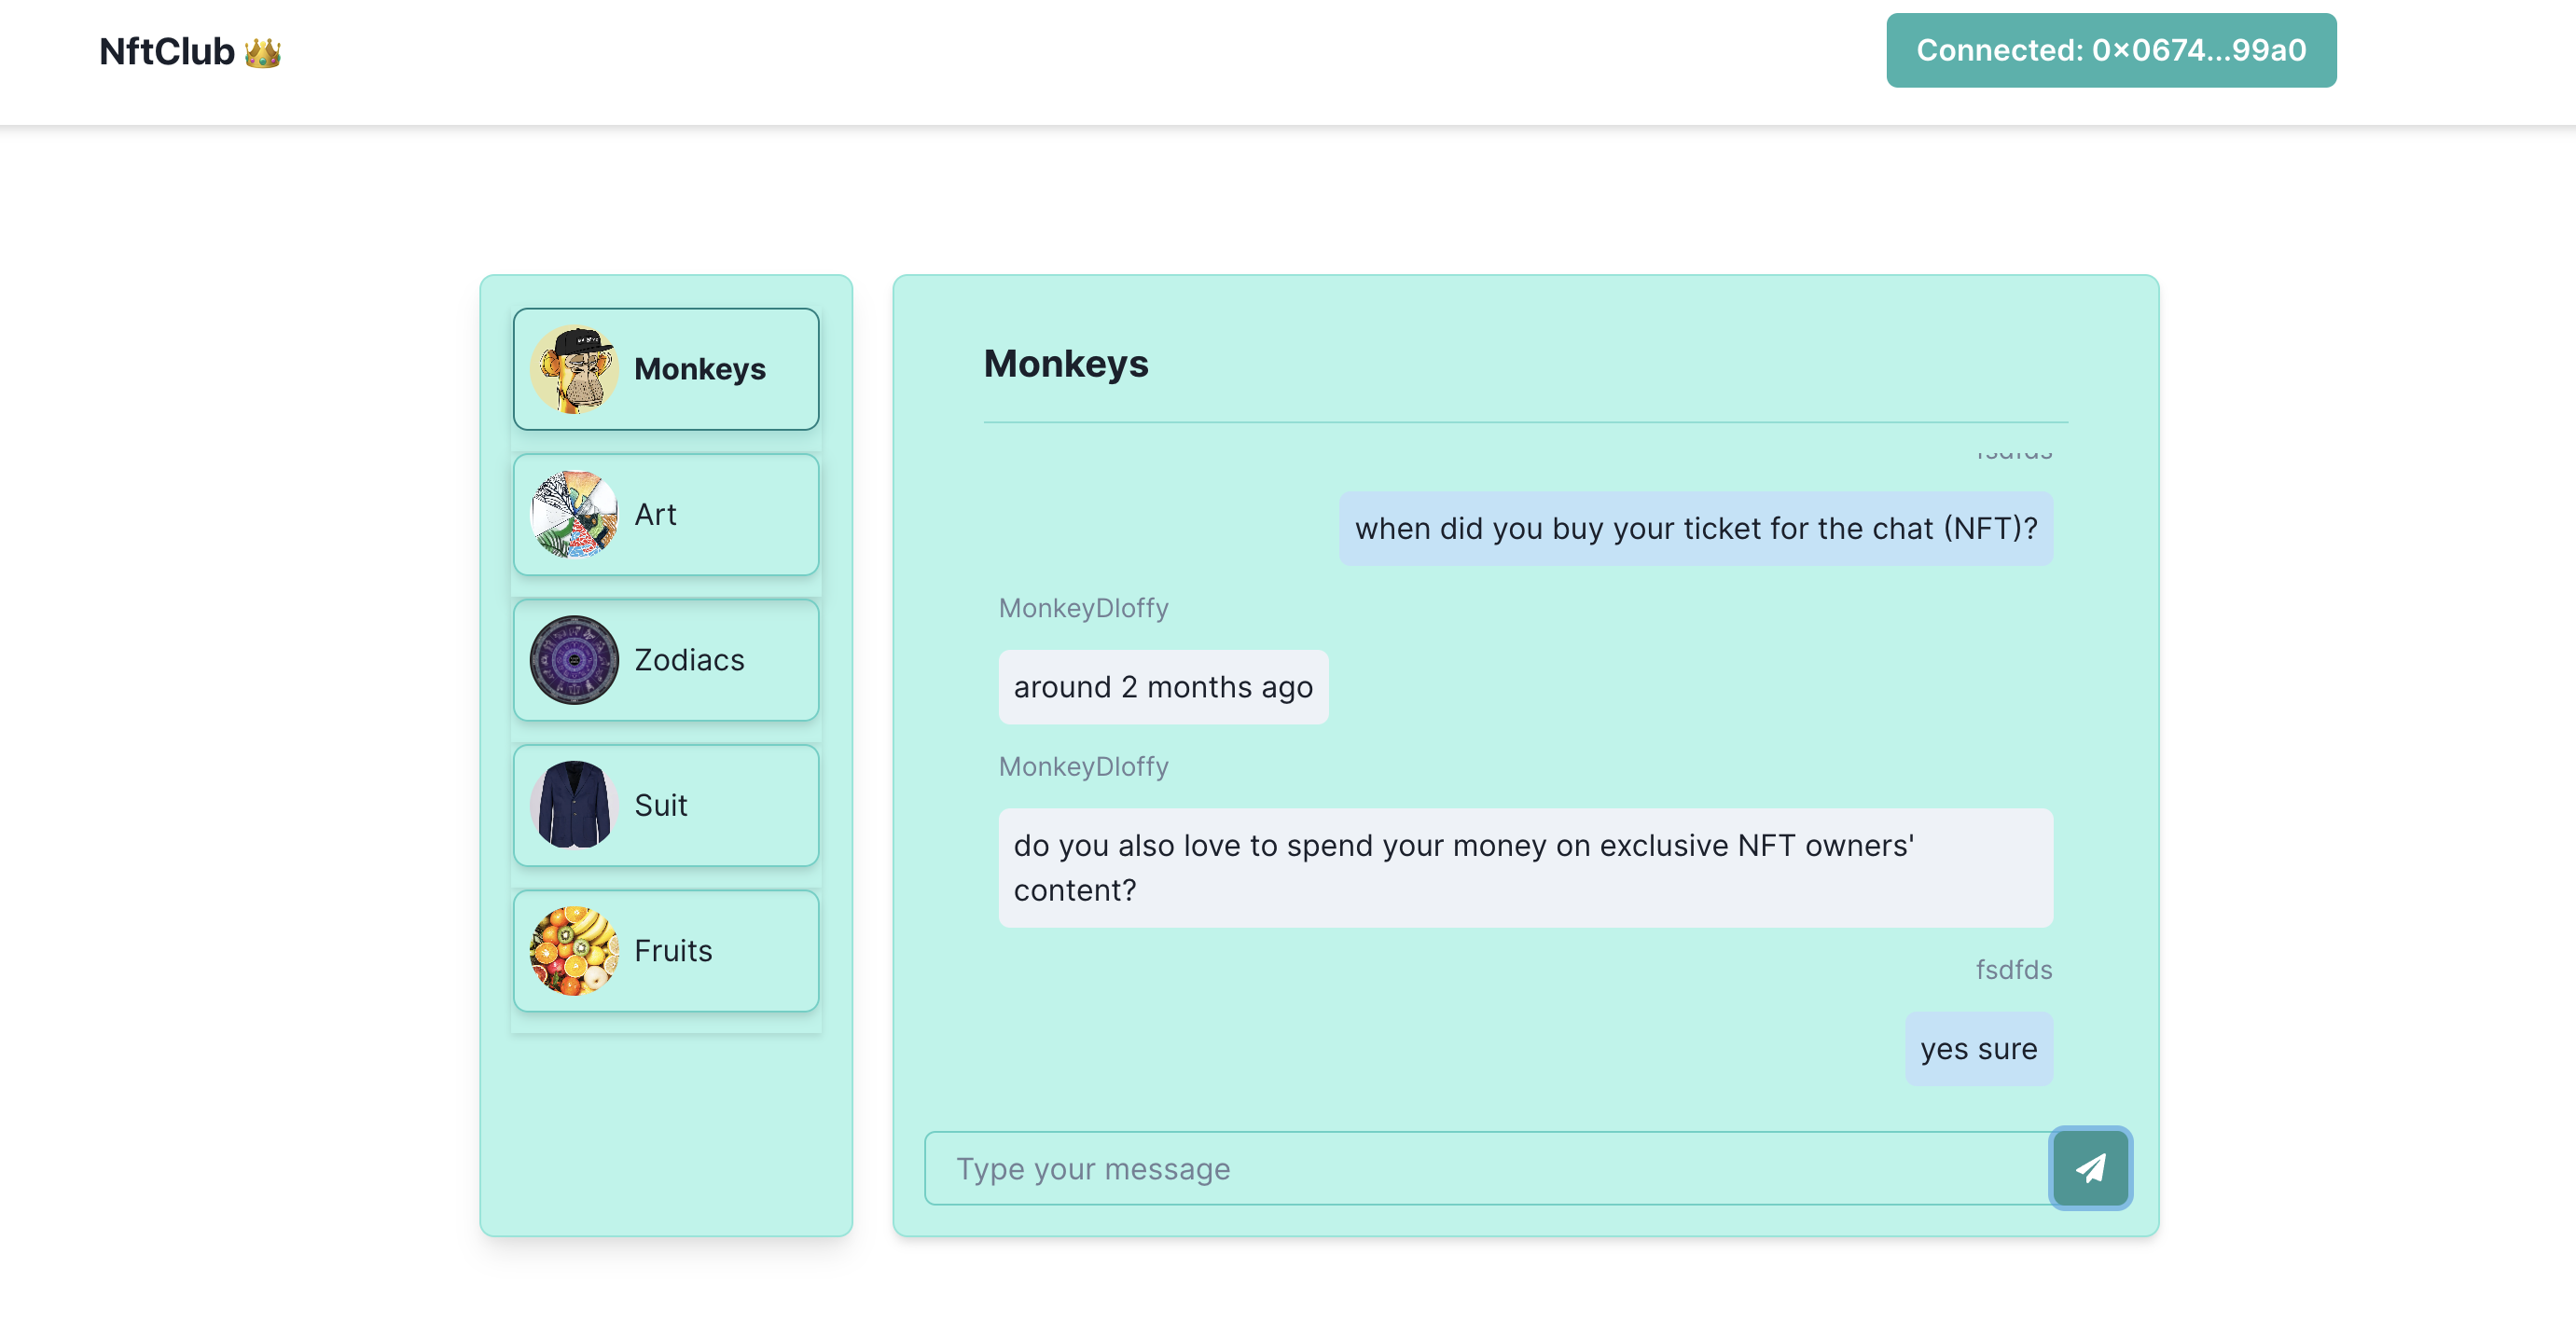 NftClub 👑
Connected: 0×0674...99a0
Monkeys
Art
Zodiacs
Suit
Fruits
Monkeys
fsdfds
when did you buy your ticket for the chat (NFT)?
MonkeyDloffy
around 2 months ago
MonkeyDloffy
do you also love to spend your money on exclusive NFT owners'
content?
fsdfds
yes sure
Type your message